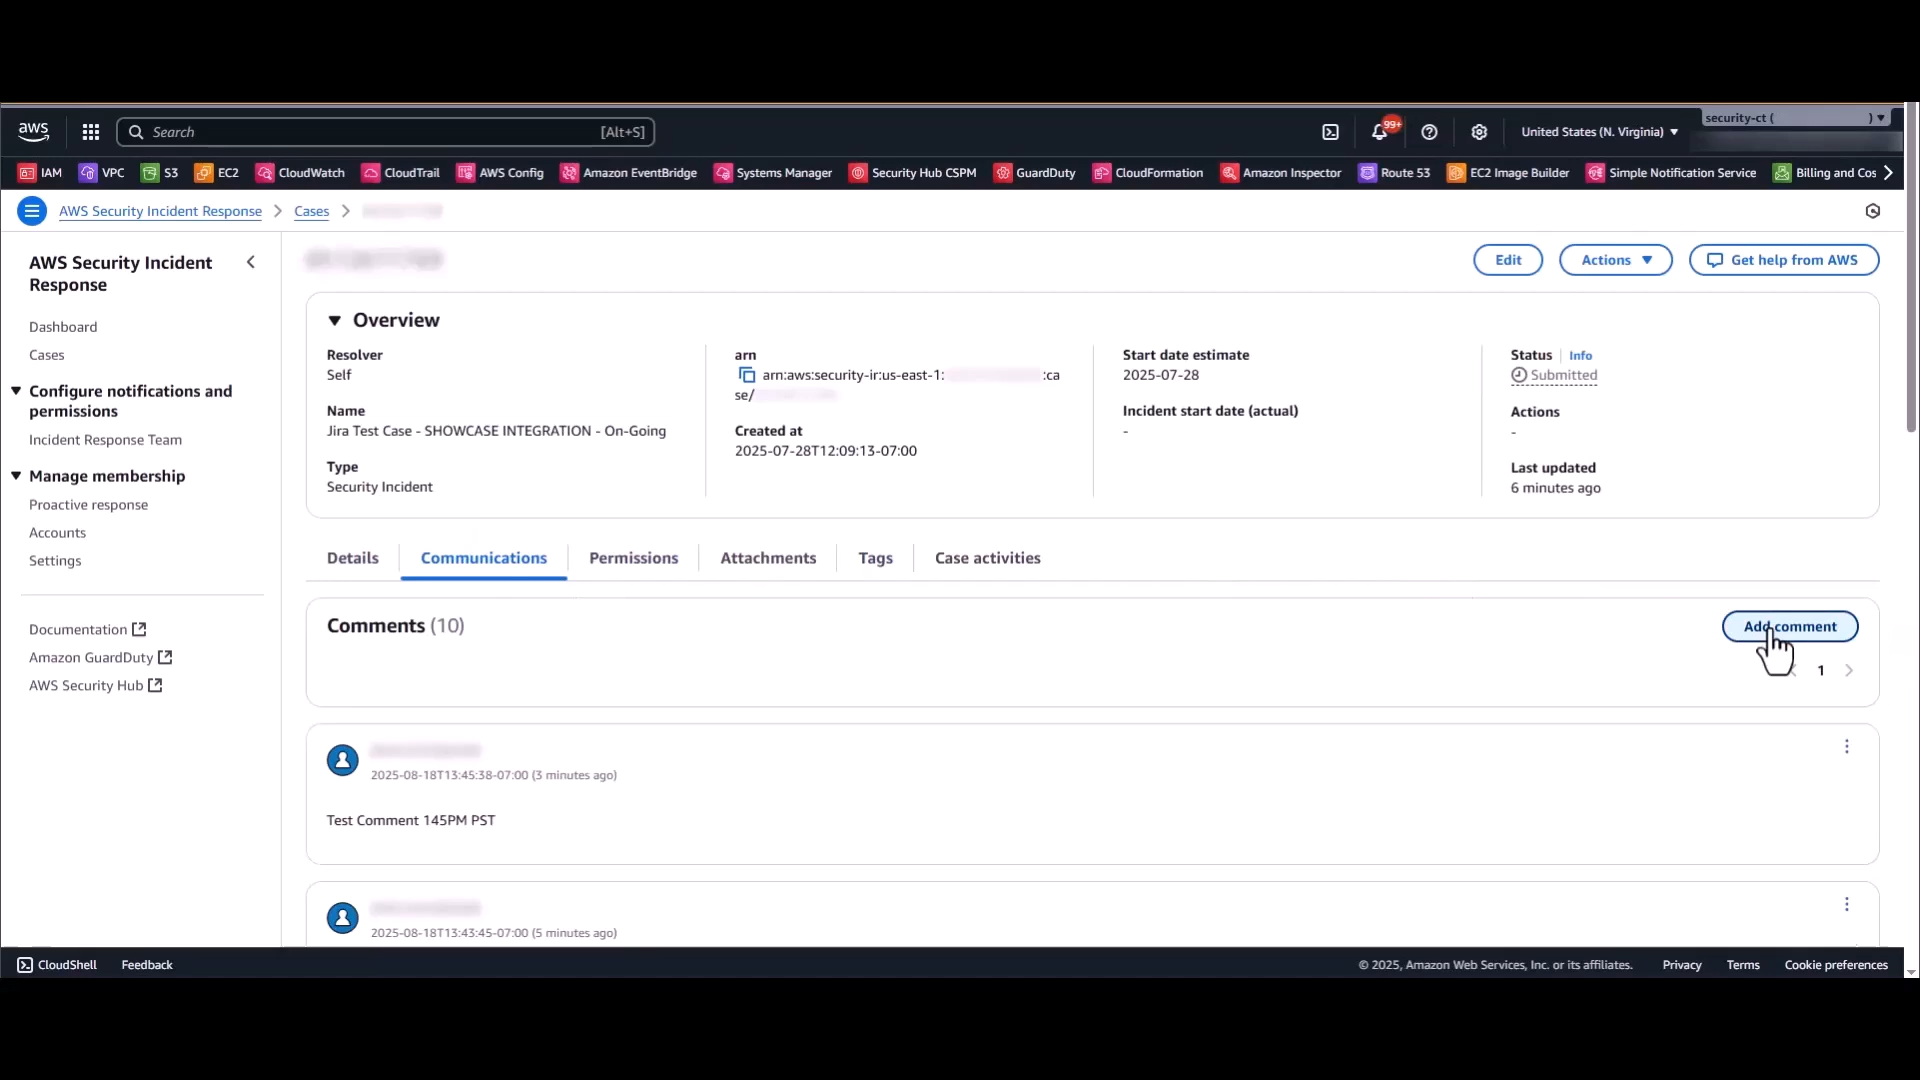 aws
Search [Alt+S]
99+
United States (N. Virginia)
security-ct ( )
IAM VPC S3 EC2 CloudWatch CloudTrail AWS Config Amazon EventBridge Systems Manager Security Hub CSPM GuardDuty CloudFormation Amazon Inspector Route 53 EC2 Image Builder Simple Notification Service Billing and Cos
AWS Security Incident Response Cases
AWS Security Incident
Response
Dashboard
Cases
Configure notifications and
permissions
Incident Response Team
Manage membership
Proactive response
Accounts
Settings
Documentation
Amazon GuardDuty
AWS Security Hub
Edit Actions Get help from AWS
Overview
Resolver
Self
Name
Jira Test Case - SHOWCASE INTEGRATION - On-Going
Type
Security Incident
arn
arn:aws:security-ir:us-east-1: :ca
se/
Created at
2025-07-28T12:09:13-07:00
Start date estimate
2025-07-28
Incident start date (actual)
-
Status Info
Submitted
Actions
-
Last updated
6 minutes ago
Details Communications Permissions Attachments Tags Case activities
Comments (10)
Add comment
1
2025-08-18T13:45:38-07:00 (3 minutes ago)
Test Comment 145PM PST
2025-08-18T13:43:45-07:00 (5 minutes ago)
CloudShell Feedback © 2025, Amazon Web Services, Inc. or its affiliates. Privacy Terms Cookie preferences